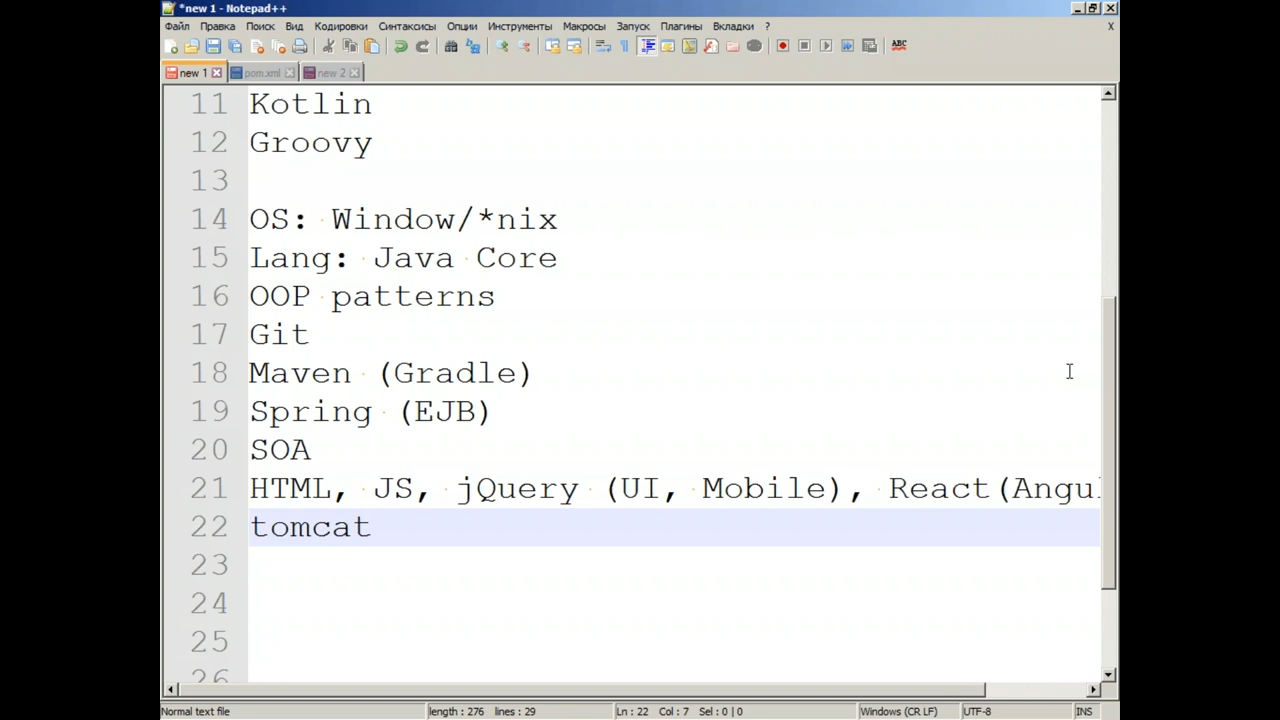 *new 1 - Notepad++
Файл Правка Поиск Вид Кодировки Синтаксисы Опции Инструменты Макросы Запуск Плагины Вкладки ? X
ABC
new 1 pom.xml new 2
11 Kotlin
12 Groovy
13
14 OS: Window/*nix
15 Lang: Java Core
16 OOP patterns
17 Git
18 Maven (Gradle)
19 Spring (EJB)
20 SOA
21 HTML, JS, jQuery (UI, Mobile), React(Angul
22 tomcat
23
24
25
26
Normal text file length : 276 lines : 29 Ln : 22 Col : 7 Sel : 0 | 0 Windows (CR LF) UTF-8 INS